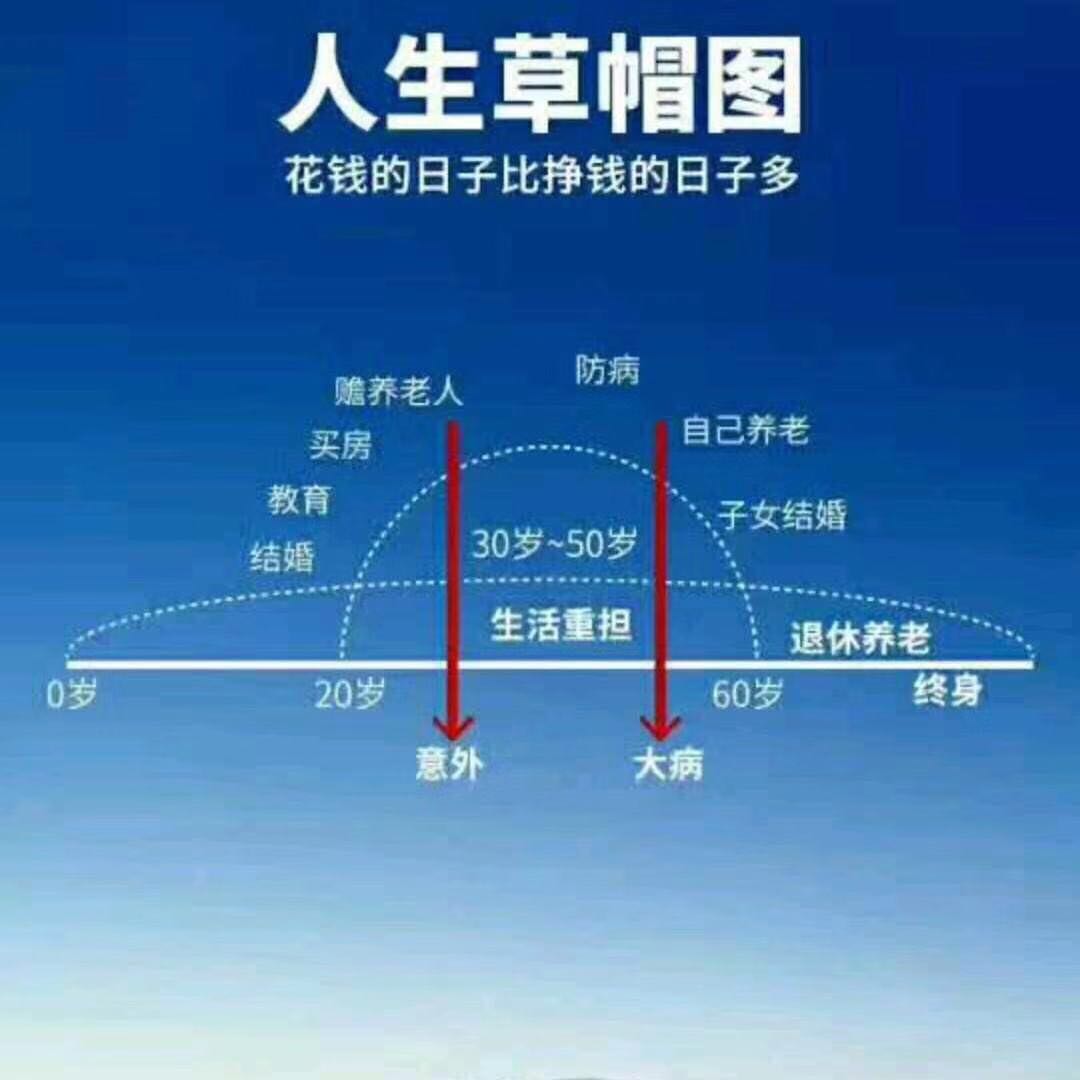 人生草帽图
花钱的日子比挣钱的日子多
防病
赡养老人
自己养老
买房
教育
子女结婚
结婚
30岁~50岁
生活重担
退休养老
0岁
20岁
60岁
终身
意外
大病